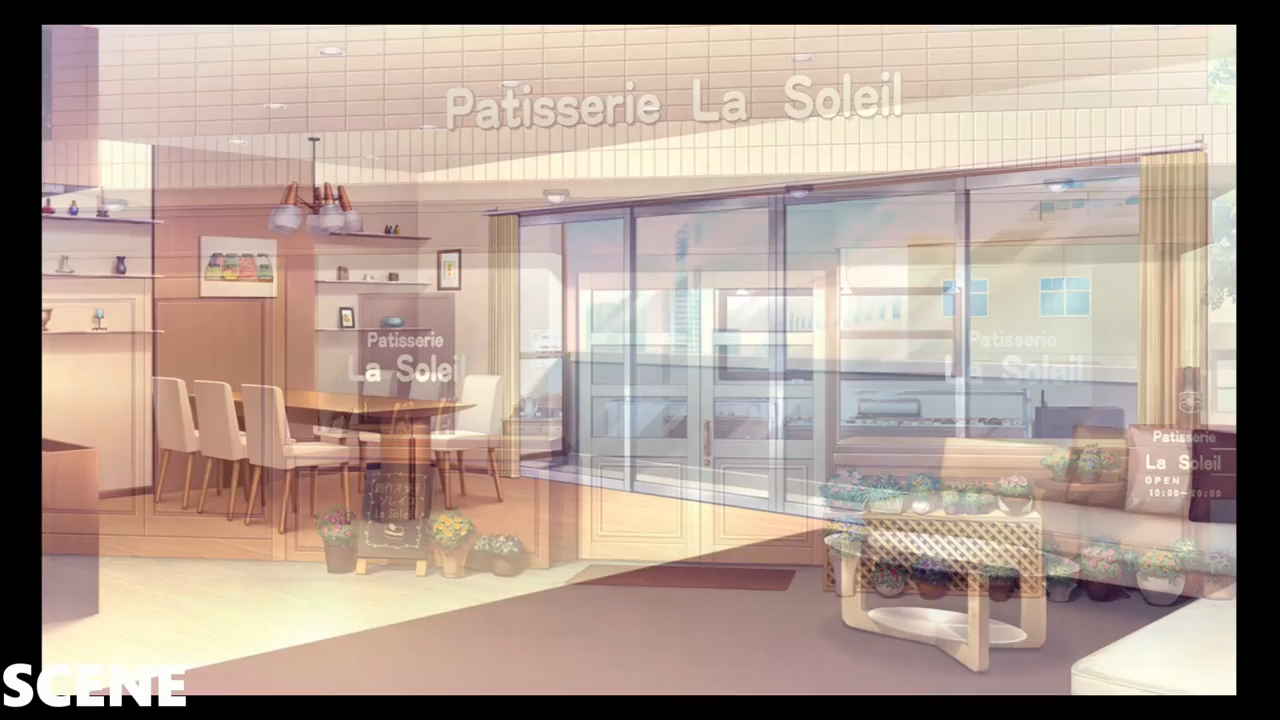 Patisserie La Soleil
Patisserie
La Soleil
Patisserie
La Soleil
Patisserie
La Soleil
OPEN
10:00～20:00
La Solei
SCENE